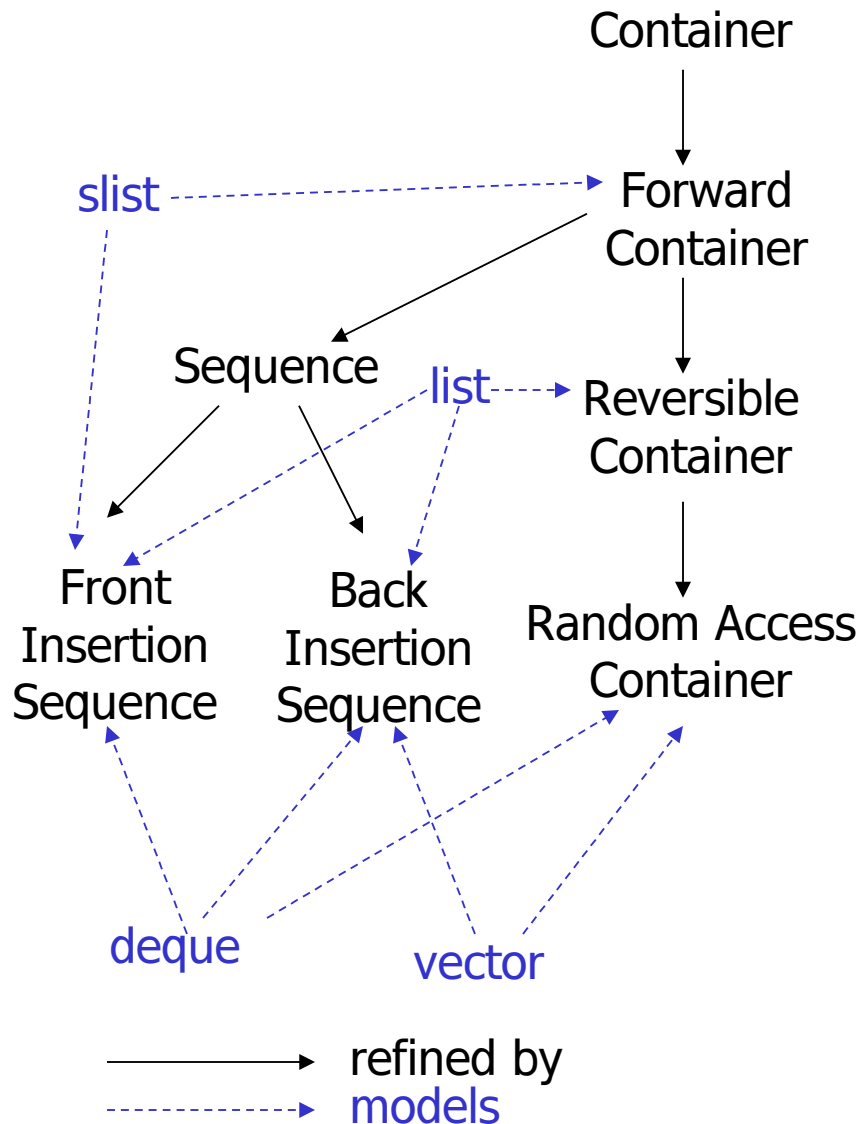 Container
slist
Forward
Container
Sequence
list
Reversible
Container
Front
Insertion
Sequence
Back
Insertion
Sequence
Random Access
Container
deque
vector
refined by
models